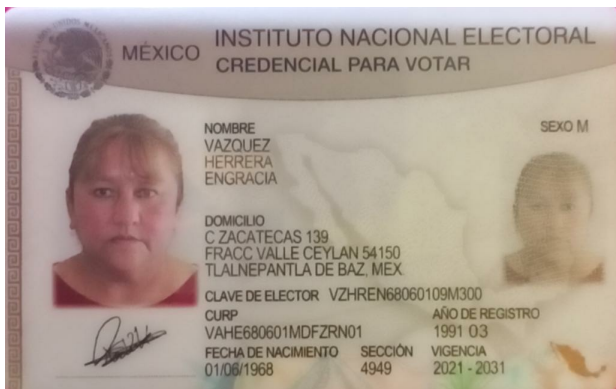 MÉXICO
INSTITUTO NACIONAL ELECTORAL
CREDENCIAL PARA VOTAR
NOMBRE
VAZQUEZ
HERRERA
ENGRACIA
SEXO M
DOMICILIO
C ZACATECAS 139
FRACC VALLE CEYLAN 54150
TLALNEPANTLA DE BAZ, MEX.
CLAVE DE ELECTOR VZHREN68060109M300
CURP
VAHE680601MDFZRN01
AÑO DE REGISTRO
1991 03
FECHA DE NACIMIENTO
01/06/1968
SECCIÓN
4949
VIGENCIA
2021 - 2031